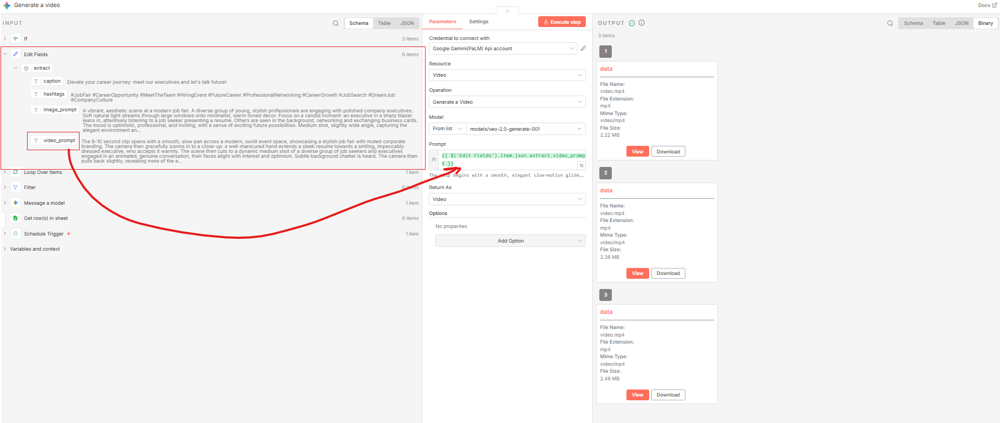 Generate a video
Docs
INPUT
Schema
Table
JSON
If
3 items
Edit Fields
6 items
extract
caption
Elevate your career journey: meet our executives and let's talk future!
hashtags
#JobFair #CareerOpportunity #MeetTheTeam #HiringEvent #FutureCareer #ProfessionalNetworking #CareerGrowth #JobSearch #DreamJob
#CompanyCulture
image_prompt
A vibrant, aesthetic scene at a modern job fair. A diverse group of young, stylish professionals are engaging with polished company executives.
Soft natural light streams through large windows onto minimalist, warm-toned decor. Focus on a candid moment: an executive in a sharp blazer
leans in, attentively listening to a job seeker presenting a resume. Others are seen in the background, networking and exchanging business cards.
The mood is optimistic, professional, and inviting, with a sense of exciting future possibilities. Medium shot, slightly wide angle, capturing the
elegant environment an...
video_prompt
The 8-10 second clip opens with a smooth, slow pan across a modern, sunlit event space, showcasing a stylish job fair with muted corporate
branding. The camera then gracefully zooms in to a close-up: a well-manicured hand extends a sleek resume towards a smiling, impeccably
dressed executive, who accepts it warmly. The scene then cuts to a dynamic medium shot of a diverse group of job seekers and executives
engaged in animated, genuine conversation, their faces alight with interest and optimism. Subtle background chatter is heard. The camera then
pulls back slightly, revealing more of the e...
Loop Over Items
1 item
Filter
6 items
Message a model
1 item
Get row(s) in sheet
6 items
Schedule Trigger
1 item
Variables and context
Parameters
Settings
Execute step
Credential to connect with
Google Gemini(PaLM) Api account
Resource
Video
Operation
Generate a Video
Model
From list
models/veo-2.0-generate-001
Prompt
fx
{{ $('Edit Fields').item.json.extract.video_promp
t }}
The clip begins with a smooth, elegant slow-motion glide,…
Return As
Video
Options
No properties
Add Option
OUTPUT
Schema
Table
JSON
Binary
3 items
1
data
File Name:
video.mp4
File Extension:
mp4
Mime Type:
video/mp4
File Size:
2.22 MB
View
Download
2
data
File Name:
video.mp4
File Extension:
mp4
Mime Type:
video/mp4
File Size:
2.38 MB
View
Download
3
data
File Name:
video.mp4
File Extension:
mp4
Mime Type:
video/mp4
File Size:
2.46 MB
View
Download